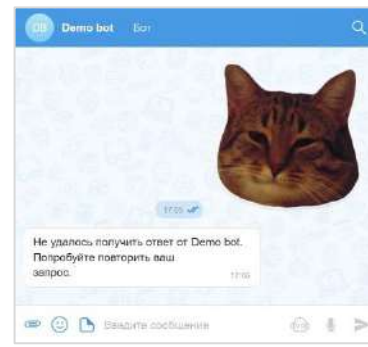 DB Demo bot Бот
17:05
Не удалось получить ответ от Demo bot.
Попробуйте повторить ваш
запрос.
17:05
Введите сообщение